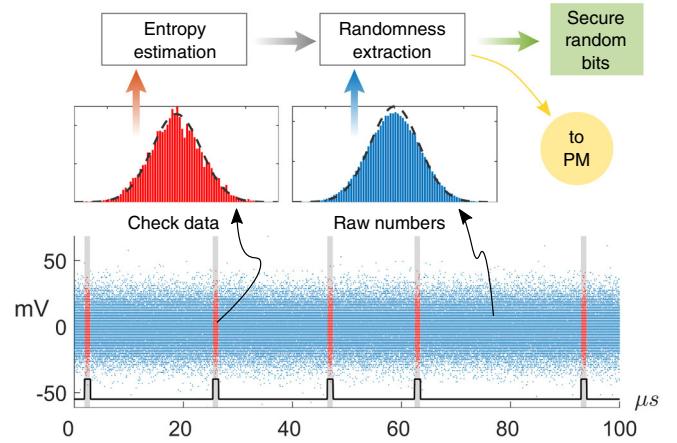 Entropy
estimation
Randomness
extraction
Secure
random
bits
to
PM
Check data
Raw numbers
mV
50
0
-50
0
20
40
60
80
100
μs